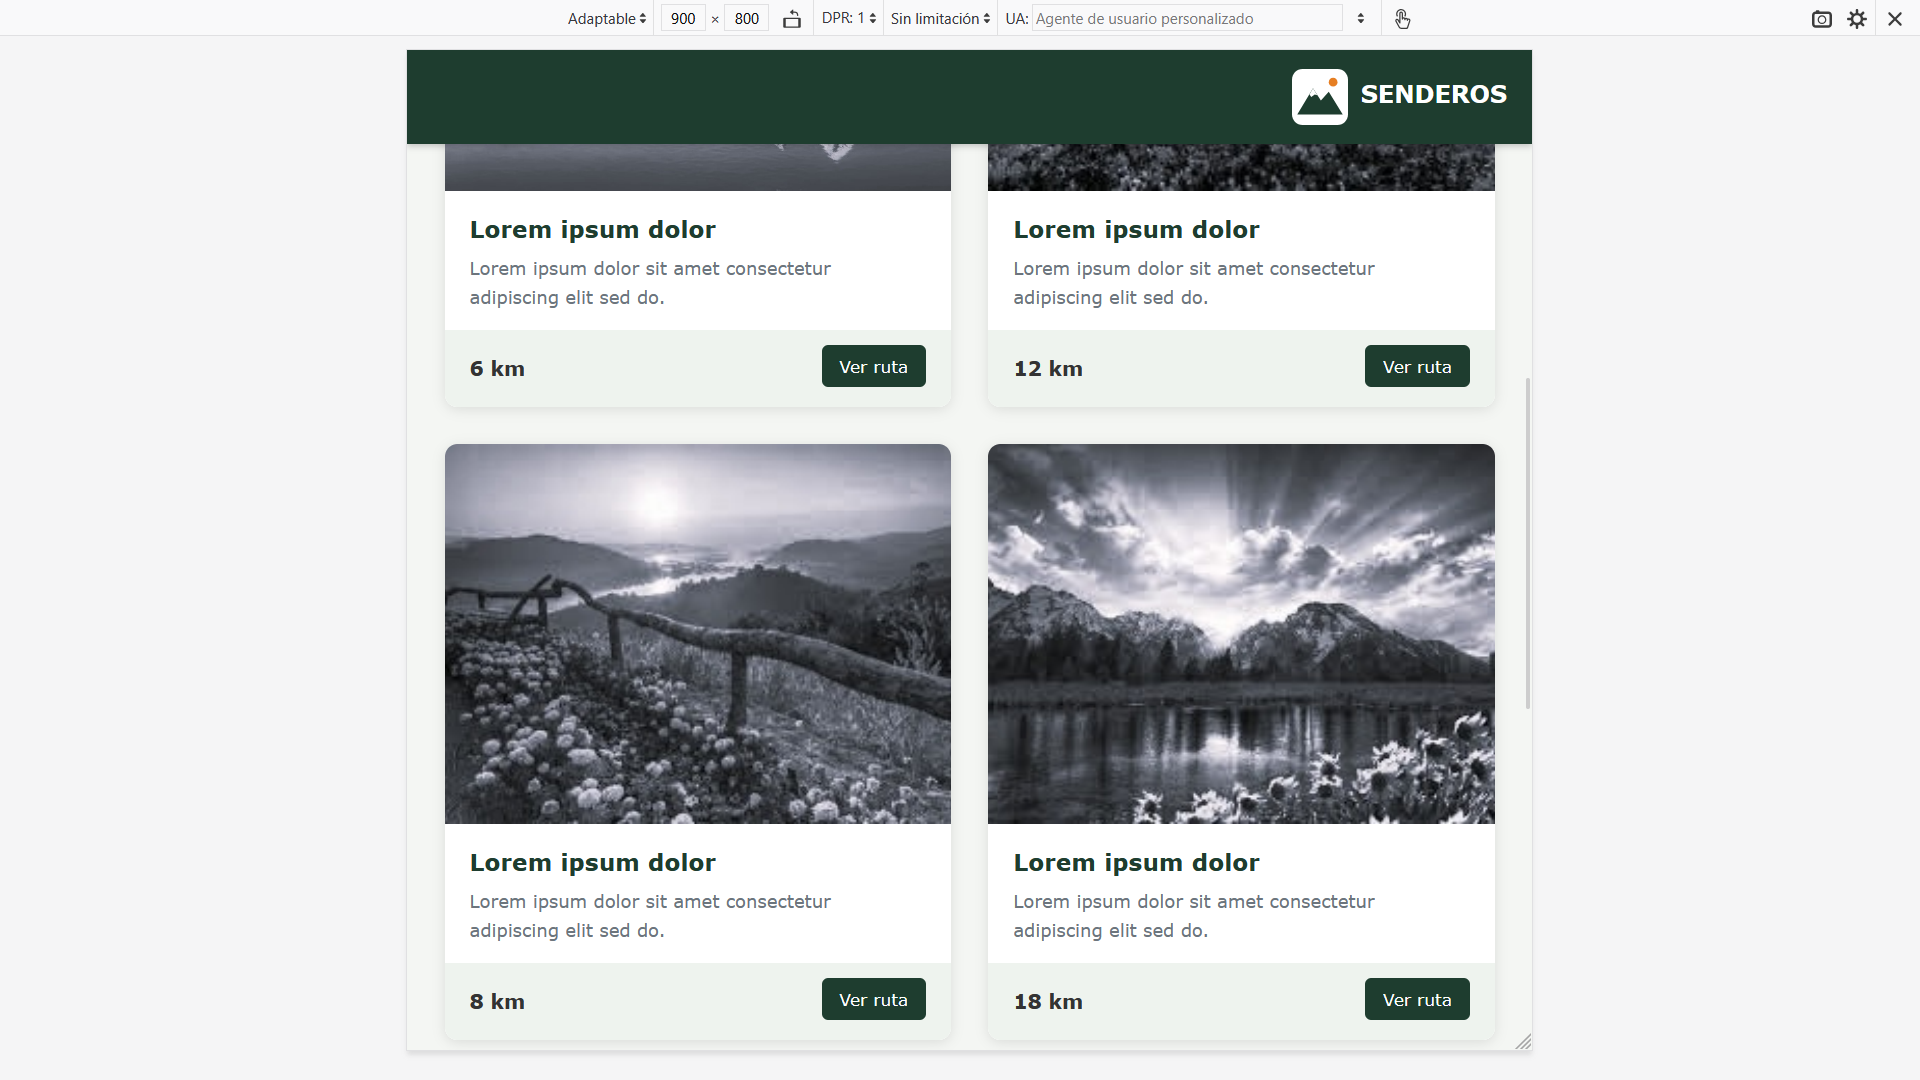 Adaptable 900 × 800 DPR: 1 Sin limitación UA: Agente de usuario personalizado
SENDEROS
Lorem ipsum dolor
Lorem ipsum dolor sit amet consectetur
adipiscing elit sed do.
6 km Ver ruta
Lorem ipsum dolor
Lorem ipsum dolor sit amet consectetur
adipiscing elit sed do.
12 km Ver ruta
Lorem ipsum dolor
Lorem ipsum dolor sit amet consectetur
adipiscing elit sed do.
8 km Ver ruta
Lorem ipsum dolor
Lorem ipsum dolor sit amet consectetur
adipiscing elit sed do.
18 km Ver ruta